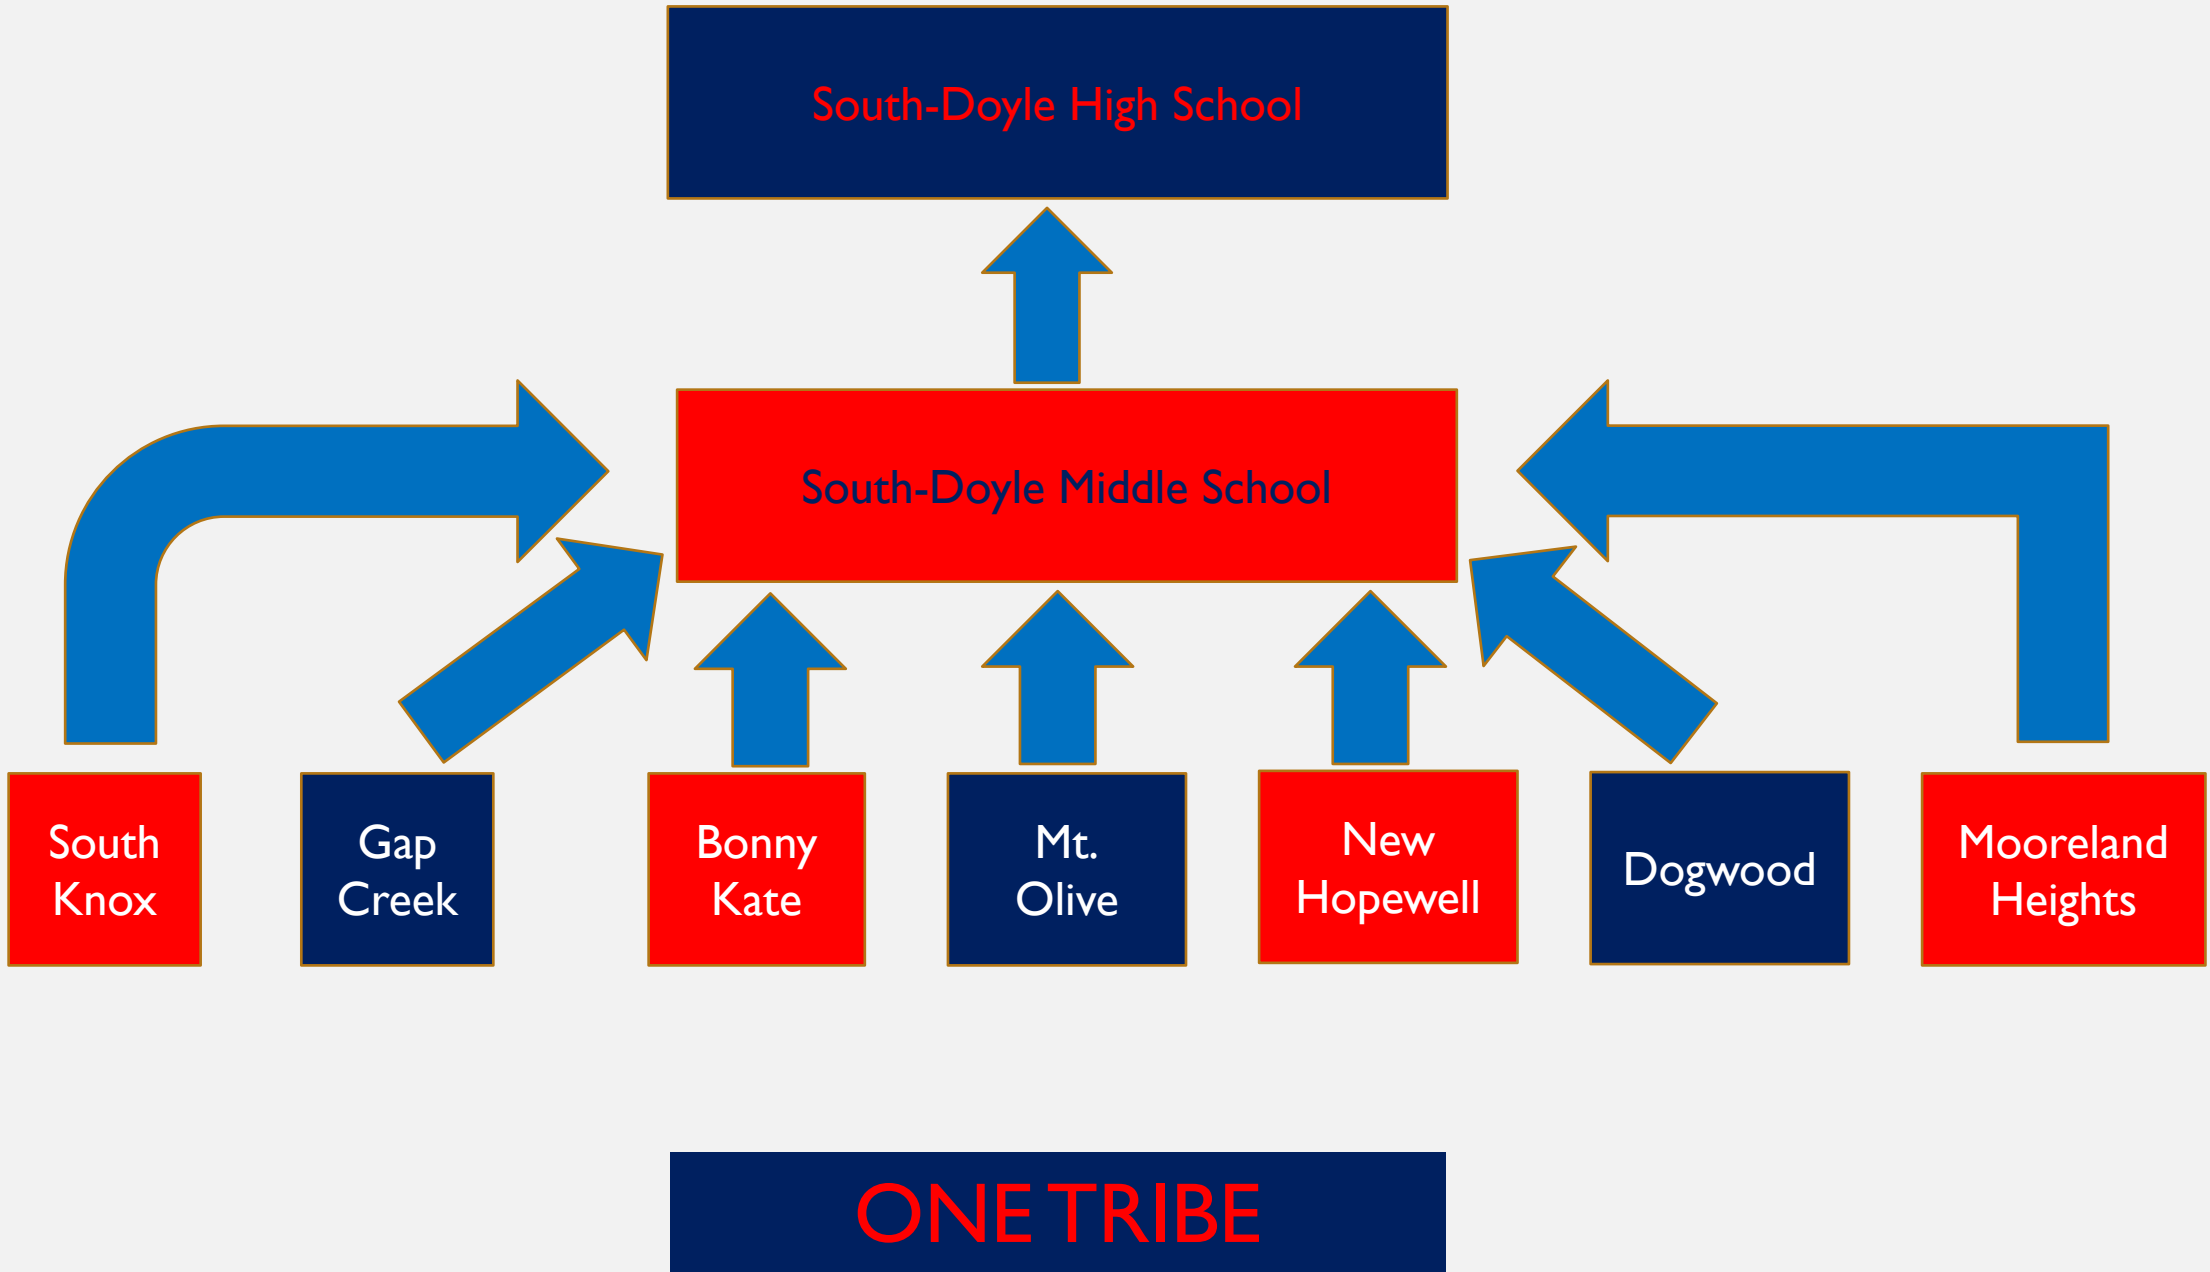 South-Doyle High School
South-Doyle Middle School
South
Knox
Gap
Creek
Bonny
Kate
Mt.
Olive
New
Hopewell
Dogwood
Mooreland
Heights
ONE TRIBE